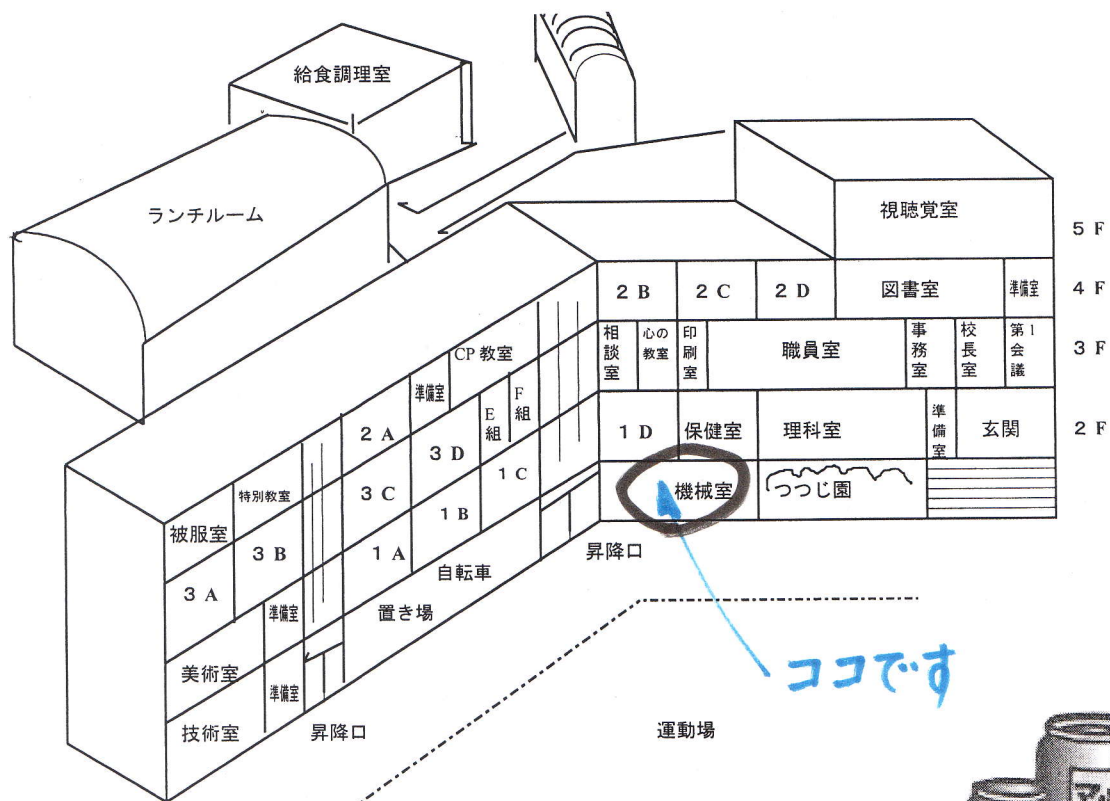 給食調理室
ランチルーム
視聴覚室
5 F
2 B
2 C
2 D
図書室
準備室
4 F
相談室
心の教室
印刷室
職員室
事務室
校長室
第1会議
3 F
1 D
保健室
理科室
準備室
玄関
2 F
機械室
つつじ園
CP 教室
準備室
2 A
F組
E組
3 D
特別教室
被服室
3 C
1 C
3 B
1 B
3 A
1 A
自転車
置き場
昇降口
準備室
美術室
準備室
技術室
昇降口
運動場
ココです